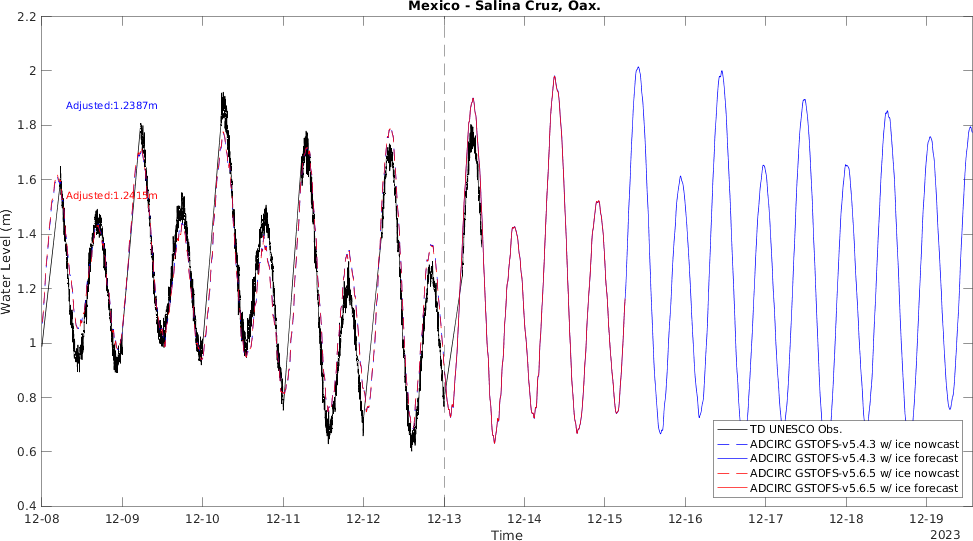 Mexico - Salina Cruz, Oax.
2.2
2
1.8
1.6
1.4
1.2
1
0.8
0.6
0.4
Water Level (m)
Adjusted:1.2387m
Adjusted:1.2415m
TD UNESCO Obs.
ADCIRC GSTOFS-v5.4.3 w/ ice nowcast
ADCIRC GSTOFS-v5.4.3 w/ ice forecast
ADCIRC GSTOFS-v5.6.5 w/ ice nowcast
ADCIRC GSTOFS-v5.6.5 w/ ice forecast
12-08 12-09 12-10 12-11 12-12 12-13 12-14 12-15 12-16 12-17 12-18 12-19
Time
2023